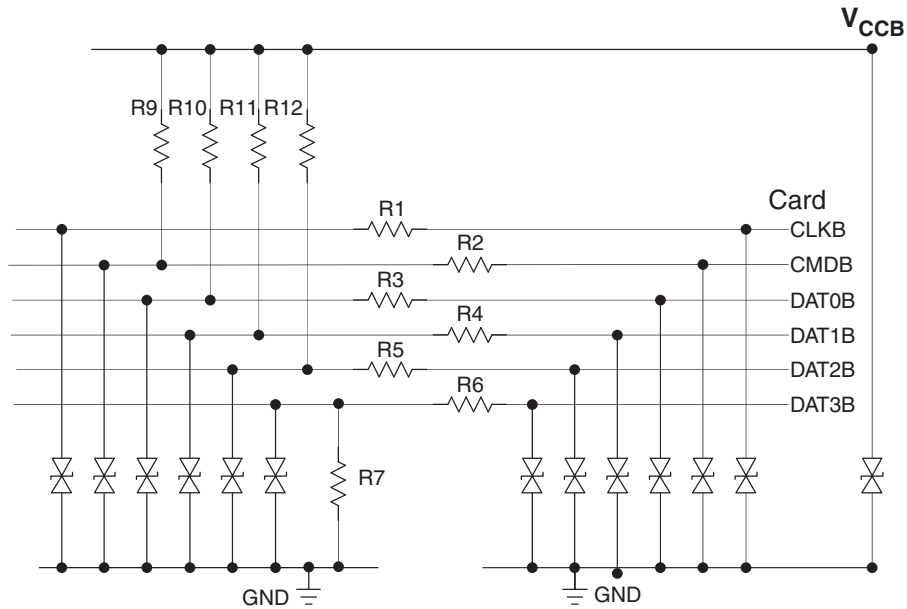 VCCB
R9 R10 R11 R12
Card
R1
CLKB
R2
CMDB
R3
DAT0B
R4
DAT1B
R5
DAT2B
R6
DAT3B
R7
GND
GND